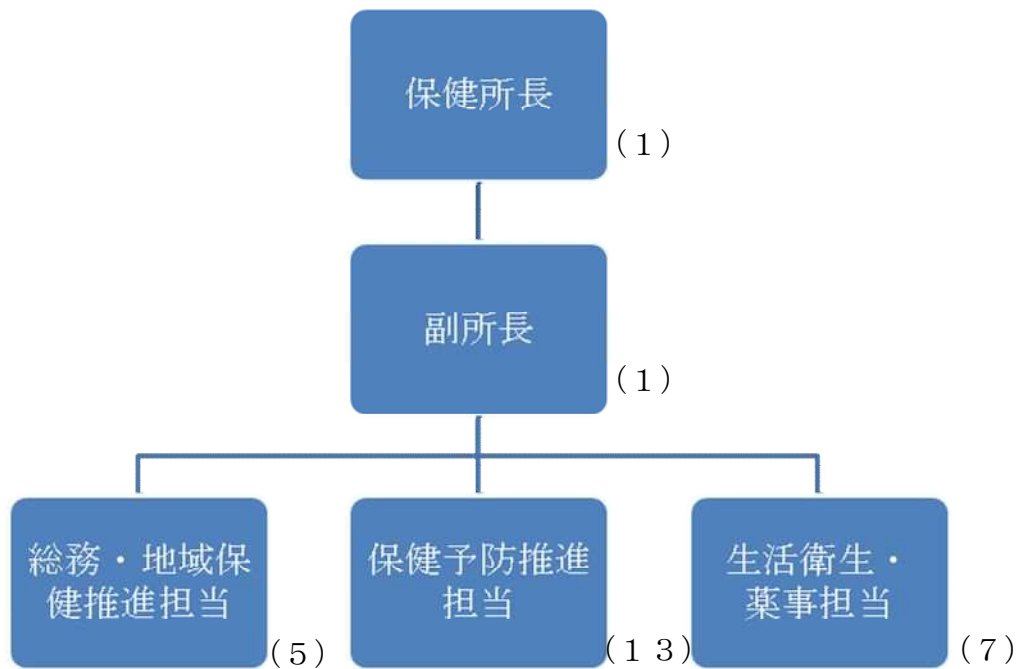 保健所長
（１）
副所長
（１）
総務・地域保
健推進担当
（５）
保健予防推進
担当
（１３）
生活衛生・
薬事担当
（７）